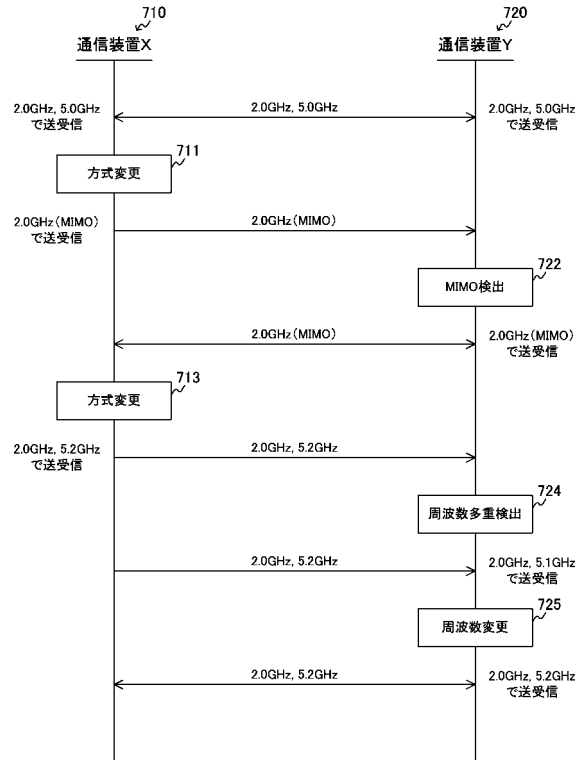 710
720
通信装置X
通信装置Y
2.0GHz, 5.0GHz
で送受信
2.0GHz, 5.0GHz
2.0GHz, 5.0GHz
で送受信
711
方式変更
2.0GHz(MIMO)
で送受信
2.0GHz(MIMO)
722
MIMO検出
2.0GHz(MIMO)
2.0GHz(MIMO)
で送受信
713
方式変更
2.0GHz, 5.2GHz
で送受信
2.0GHz, 5.2GHz
724
周波数多重検出
2.0GHz, 5.2GHz
2.0GHz, 5.1GHz
で送受信
725
周波数変更
2.0GHz, 5.2GHz
2.0GHz, 5.2GHz
で送受信